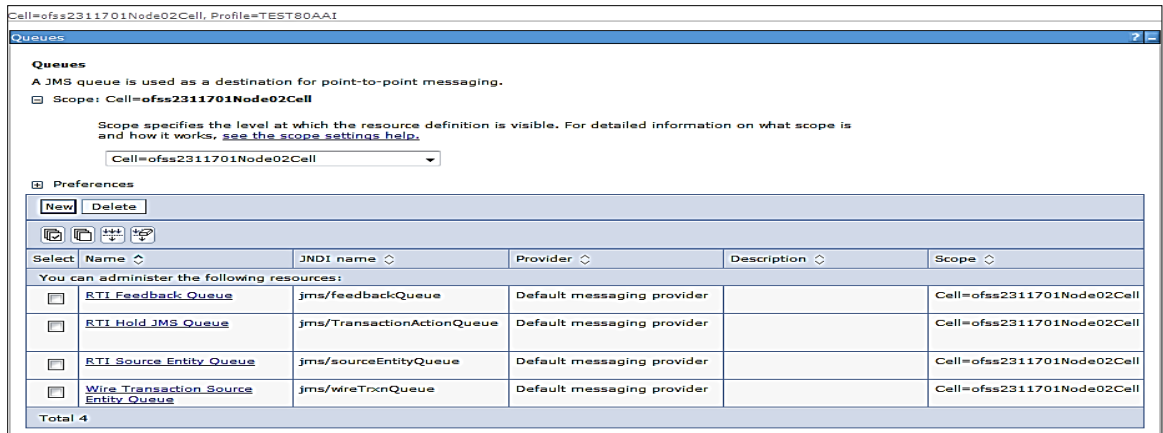 Cell=ofss2311701Node02Cell, Profile=TEST80AAI
Queues ? –
Queues
A JMS queue is used as a destination for point-to-point messaging.
Scope: Cell=ofss2311701Node02Cell
Scope specifies the level at which the resource definition is visible. For detailed information on what scope is
and how it works, see the scope settings help.
Cell=ofss2311701Node02Cell
Preferences
New Delete
Select Name JNDI name Provider Description Scope
You can administer the following resources:
RTI Feedback Queue jms/feedbackQueue Default messaging provider Cell=ofss2311701Node02Cell
RTI Hold JMS Queue jms/TransactionActionQueue Default messaging provider Cell=ofss2311701Node02Cell
RTI Source Entity Queue jms/sourceEntityQueue Default messaging provider Cell=ofss2311701Node02Cell
Wire Transaction Source jms/wireTrxnQueue Default messaging provider Cell=ofss2311701Node02Cell
Entity Queue
Total 4